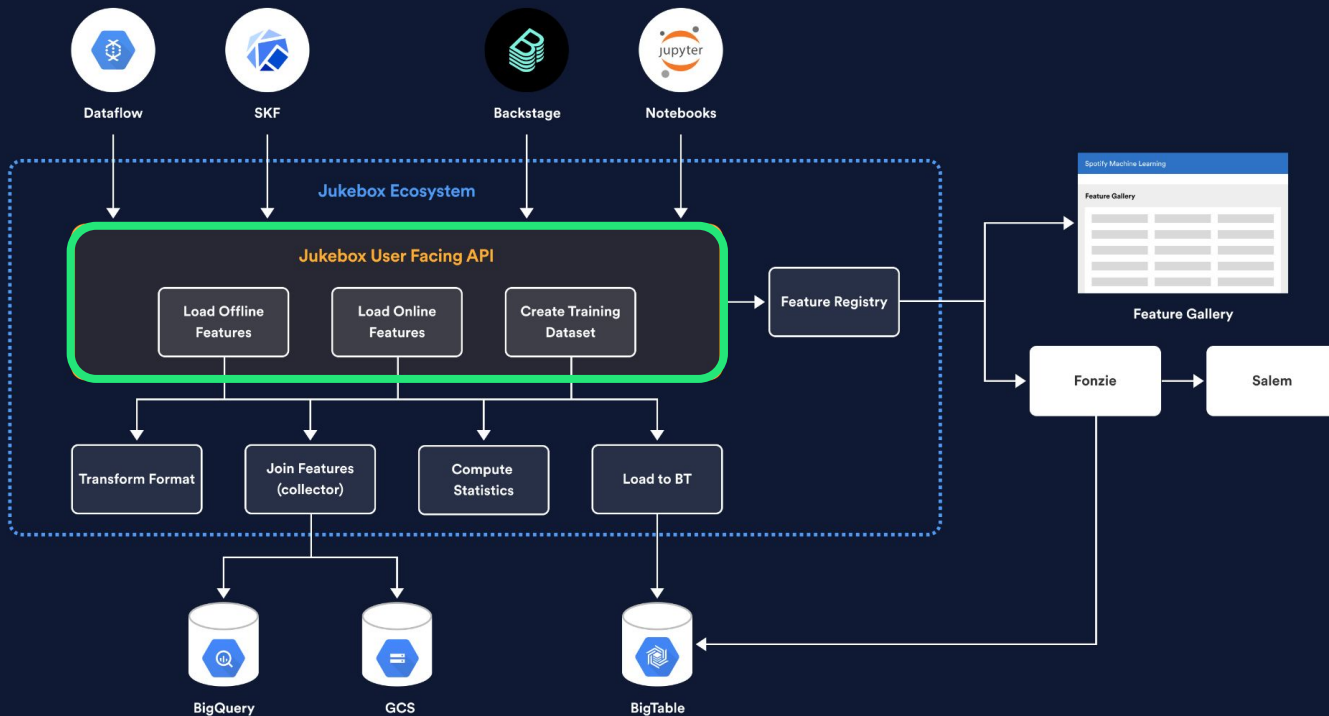 jupyter
Dataflow
SKF
Backstage
Notebooks
Jukebox Ecosystem
Jukebox User Facing API
Load Offline
Features
Load Online
Features
Create Training
Dataset
Feature Registry
Spotify Machine Learning
Feature Gallery
Feature Gallery
Fonzie
Salem
Transform Format
Join Features
(collector)
Compute
Statistics
Load to BT
BigQuery
GCS
BigTable